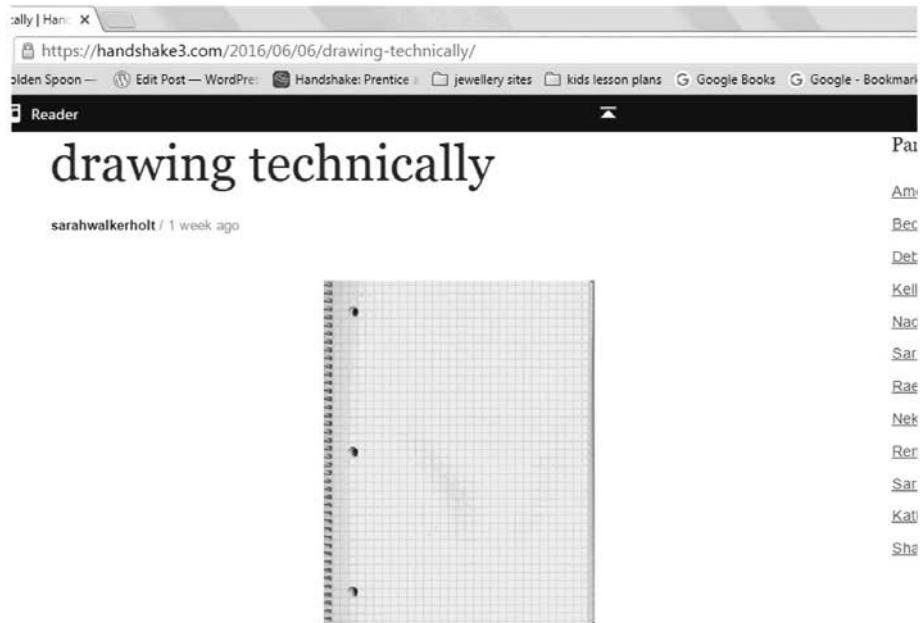 ally | Han
https://handshake3.com/2016/06/06/drawing-technically/
olden Spoon — Edit Post — WordPre Handshake: Prentice jewellery sites kids lesson plans G Google Books G Google - Bookmark
Reader
drawing technically
sarahwalkerholt / 1 week ago
Par
Am
Bec
Det
Kell
Nad
Sar
Rae
Nek
Ren
Sar
Kat
Sha